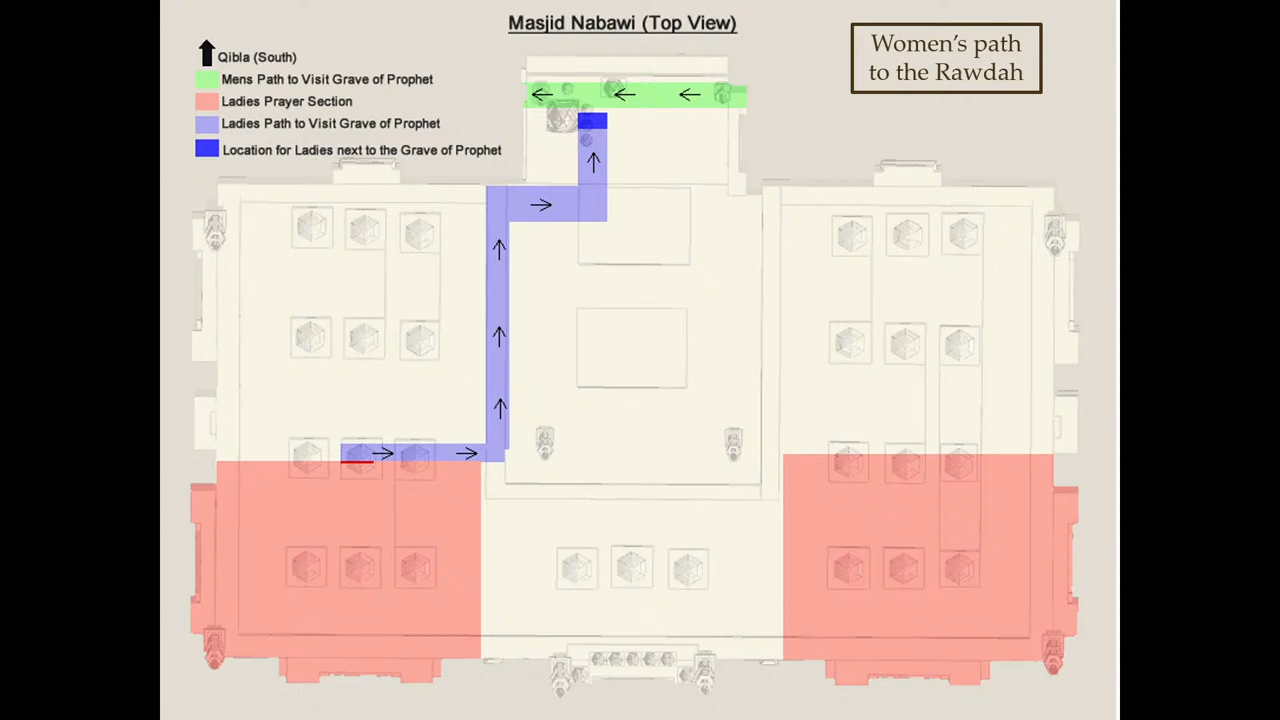 Masjid Nabawi (Top View)
Women’s path
to the Rawdah
Qibla (South)
Mens Path to Visit Grave of Prophet
Ladies Prayer Section
Ladies Path to Visit Grave of Prophet
Location for Ladies next to the Grave of Prophet